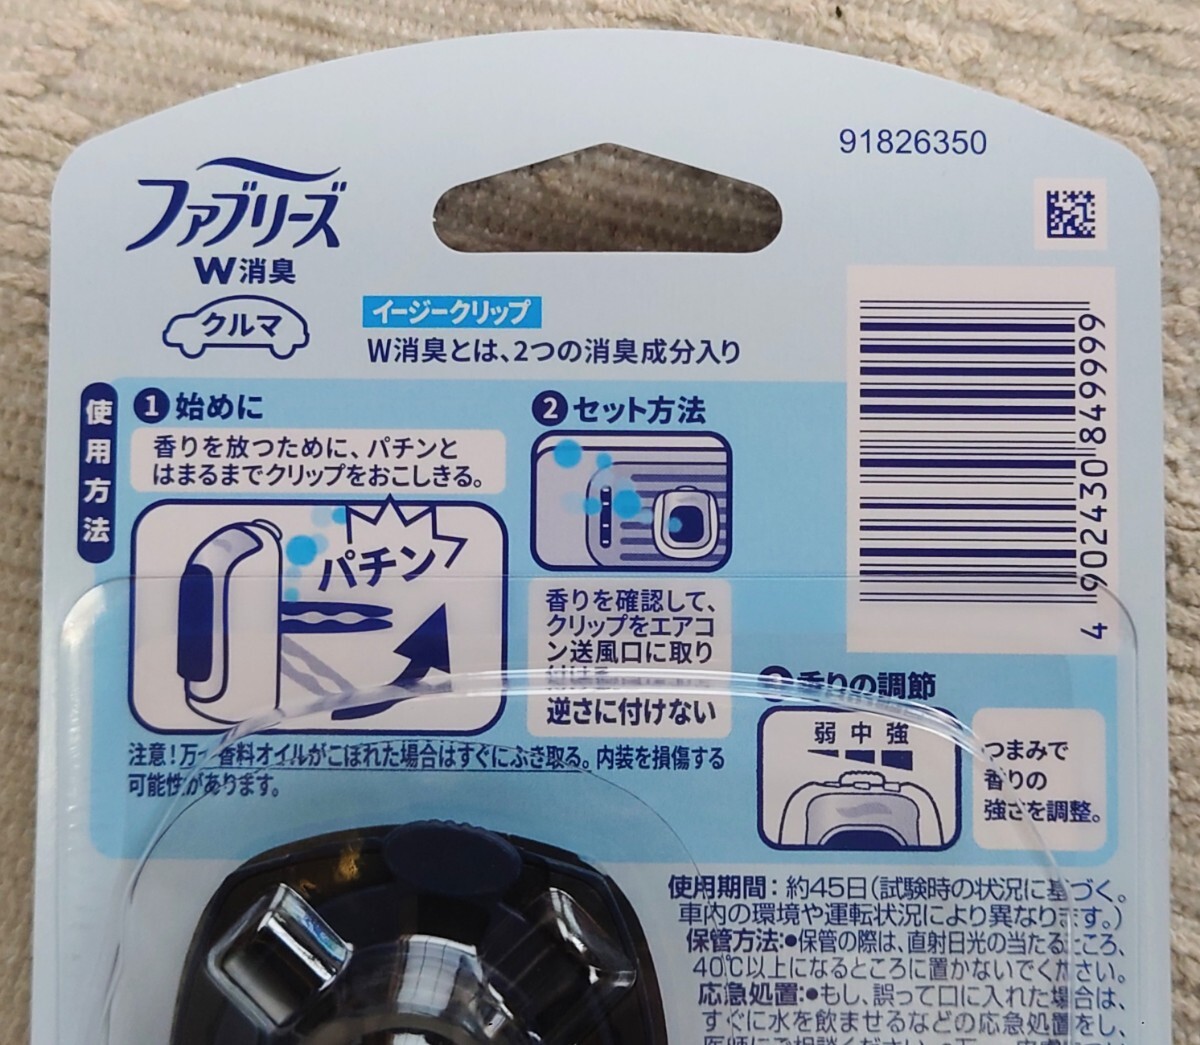 91826350
ファブリーズ
W消臭
クルマ
イージークリップ
W消臭とは、2つの消臭成分入り
4 902430 849999
使用方法
1 始めに
香りを放つために、パチンと
はまるまでクリップをおこしきる。
パチン
注意！万一香料オイルがこぼれた場合はすぐにふき取る。内装を損傷する
可能性があります。
2 セット方法
香りを確認して、
クリップをエアコ
ン送風口に取り
付ける
逆さに付けない
香りの調節
弱 中 強
つまみで
香りの
強さを調整。
使用期間：約45日（試験時の状況に基づく。
車内の環境や運転状況により異なります。）
保管方法:●保管の際は、直射日光の当たるところ、
40℃以上になるところに置かないでください。
応急処置:●もし、誤って口に入れた場合は、
すぐに水を飲ませるなどの応急処置をし、